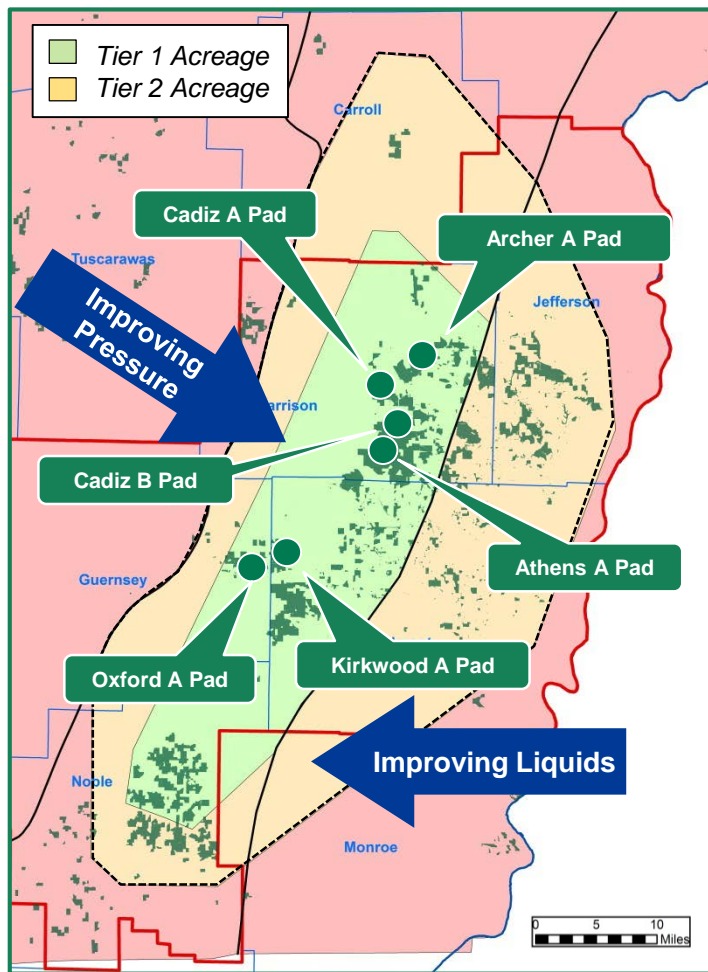 Tier 1 Acreage
Tier 2 Acreage
Carroll
Cadiz A Pad
Archer A Pad
Tuscarawas
Jefferson
Improving
Pressure
arrison
Cadiz B Pad
Athens A Pad
Guernsey
Oxford A Pad
Kirkwood A Pad
Improving Liquids
Noble
Monroe
0 5 10
Miles